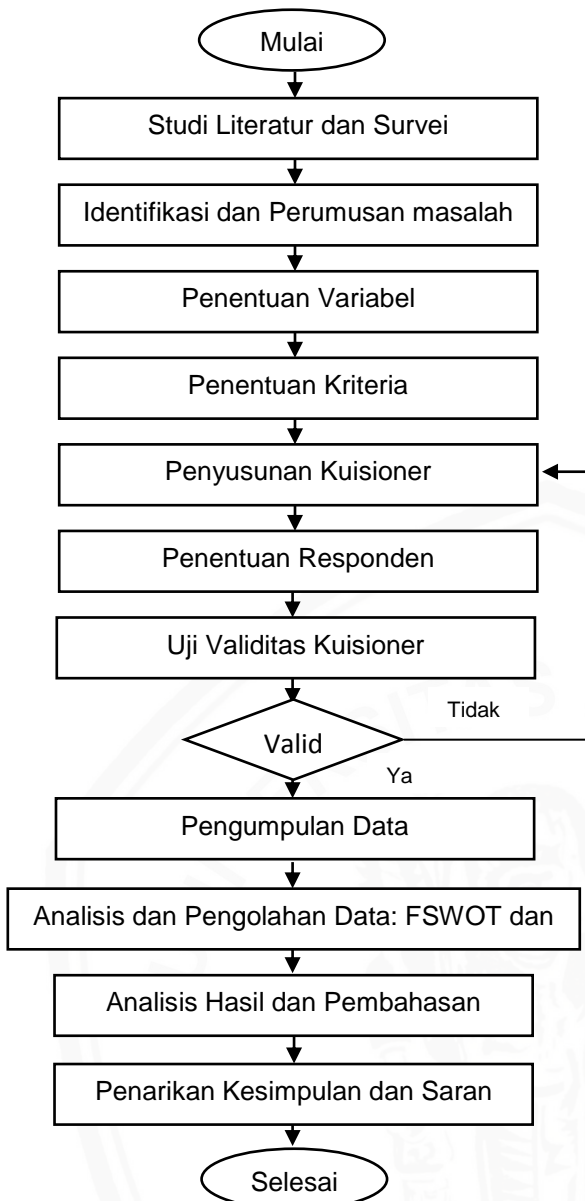 Mulai
Studi Literatur dan Survei
Identifikasi dan Perumusan masalah
Penentuan Variabel
Penentuan Kriteria
Penyusunan Kuisioner
Penentuan Responden
Uji Validitas Kuisioner
Valid
Tidak
Ya
Pengumpulan Data
Analisis dan Pengolahan Data: FSWOT dan
Analisis Hasil dan Pembahasan
Penarikan Kesimpulan dan Saran
Selesai